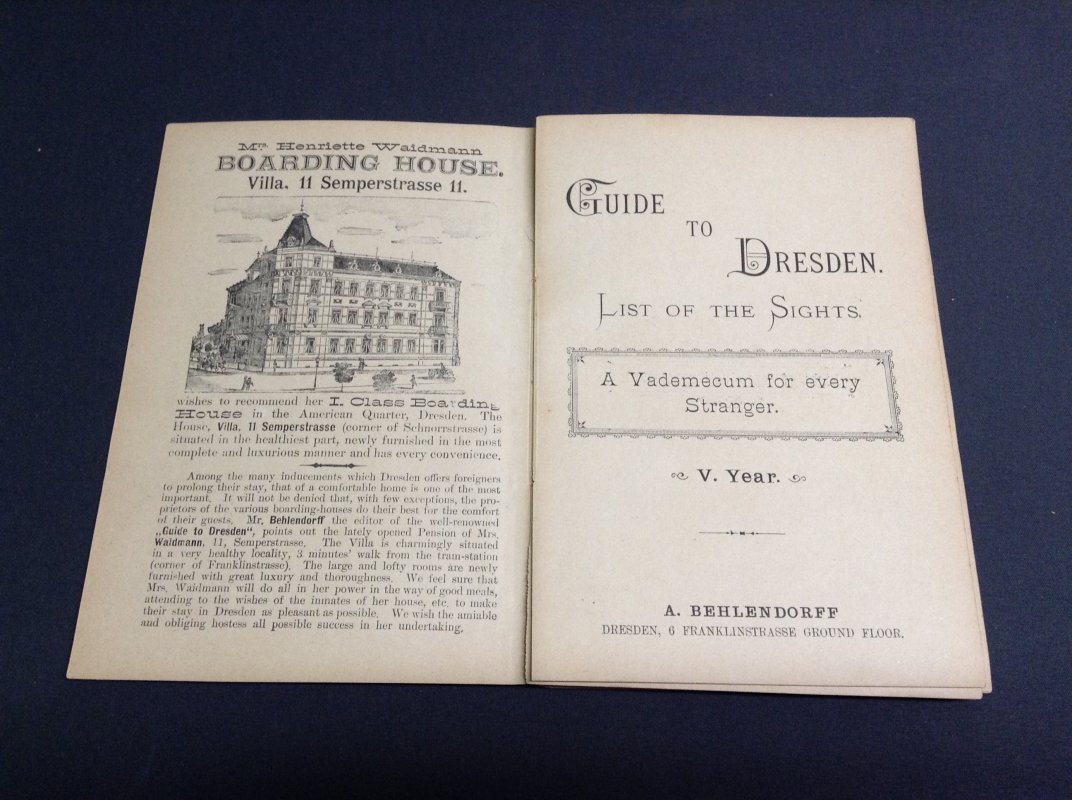 Mrs. Henriette Waidmann
BOARDING HOUSE.
Villa. 11 Semperstrasse 11.
wishes to recommend her I. Class Boarding
House in the American Quarter, Dresden. The
House, Villa, 11 Semperstrasse (corner of Schnorrstrasse) is
situated in the healthiest part, newly furnished in the most
complete and luxurious manner and has every convenience.
Among the many inducements which Dresden offers foreigners
to prolong their stay, that of a comfortable home is one of the most
important. It will not be denied that, with few exceptions, the pro-
prietors of the various boarding-houses do their best for the comfort
of their guests. Mr. Behlendorff the editor of the well-renowned
„Guide to Dresden“, points out the lately opened Pension of Mrs.
Waidmann, 11, Semperstrasse. The Villa is charmingly situated
in a very healthy locality, 3 minutes' walk from the tram-station
(corner of Franklinstrasse). The large and lofty rooms are newly
furnished with great luxury and thoroughness. We feel sure that
Mrs. Waidmann will do all in her power in the way of good meals,
attending to the wishes of the inmates of her house, etc. to make
their stay in Dresden as pleasant as possible. We wish the amiable
and obliging hostess all possible success in her undertaking.
GUIDE
TO
DRESDEN.
LIST OF THE SIGHTS.
A Vademecum for every
Stranger.
V. Year.
A. BEHLENDORFF
DRESDEN, 6 FRANKLINSTRASSE GROUND FLOOR.